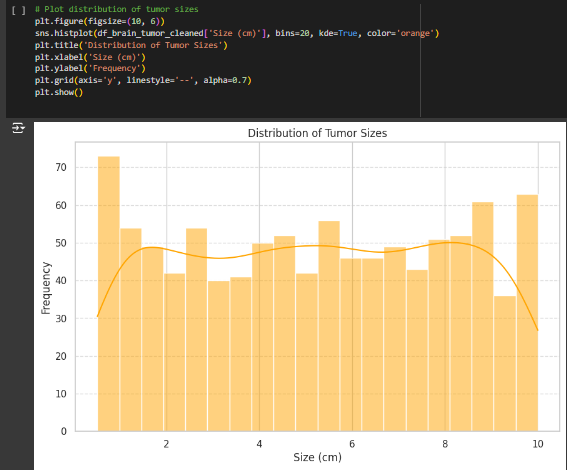 [ ] # Plot distribution of tumor sizes
plt.figure(figsize=(10, 6))
sns.histplot(df_brain_tumor_cleaned['Size (cm)'], bins=20, kde=True, color='orange')
plt.title('Distribution of Tumor Sizes')
plt.xlabel('Size (cm)')
plt.ylabel('Frequency')
plt.grid(axis='y', linestyle='--', alpha=0.7)
plt.show()
Distribution of Tumor Sizes
70
60
50
40
30
20
10
0
Frequency
2 4 6 8 10
Size (cm)